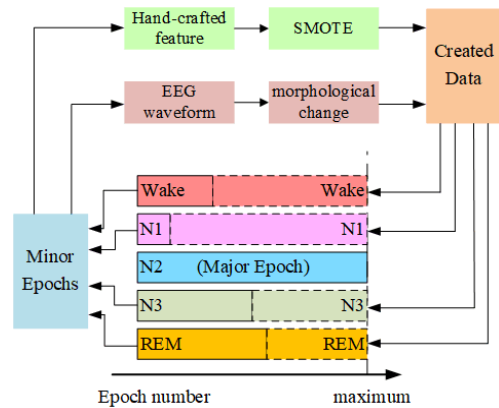 Hand-crafted
feature
SMOTE
Created
Data
EEG
waveform
morphological
change
Minor
Epochs
Wake Wake
N1 N1
N2 (Major Epoch)
N3 N3
REM REM
Epoch number maximum